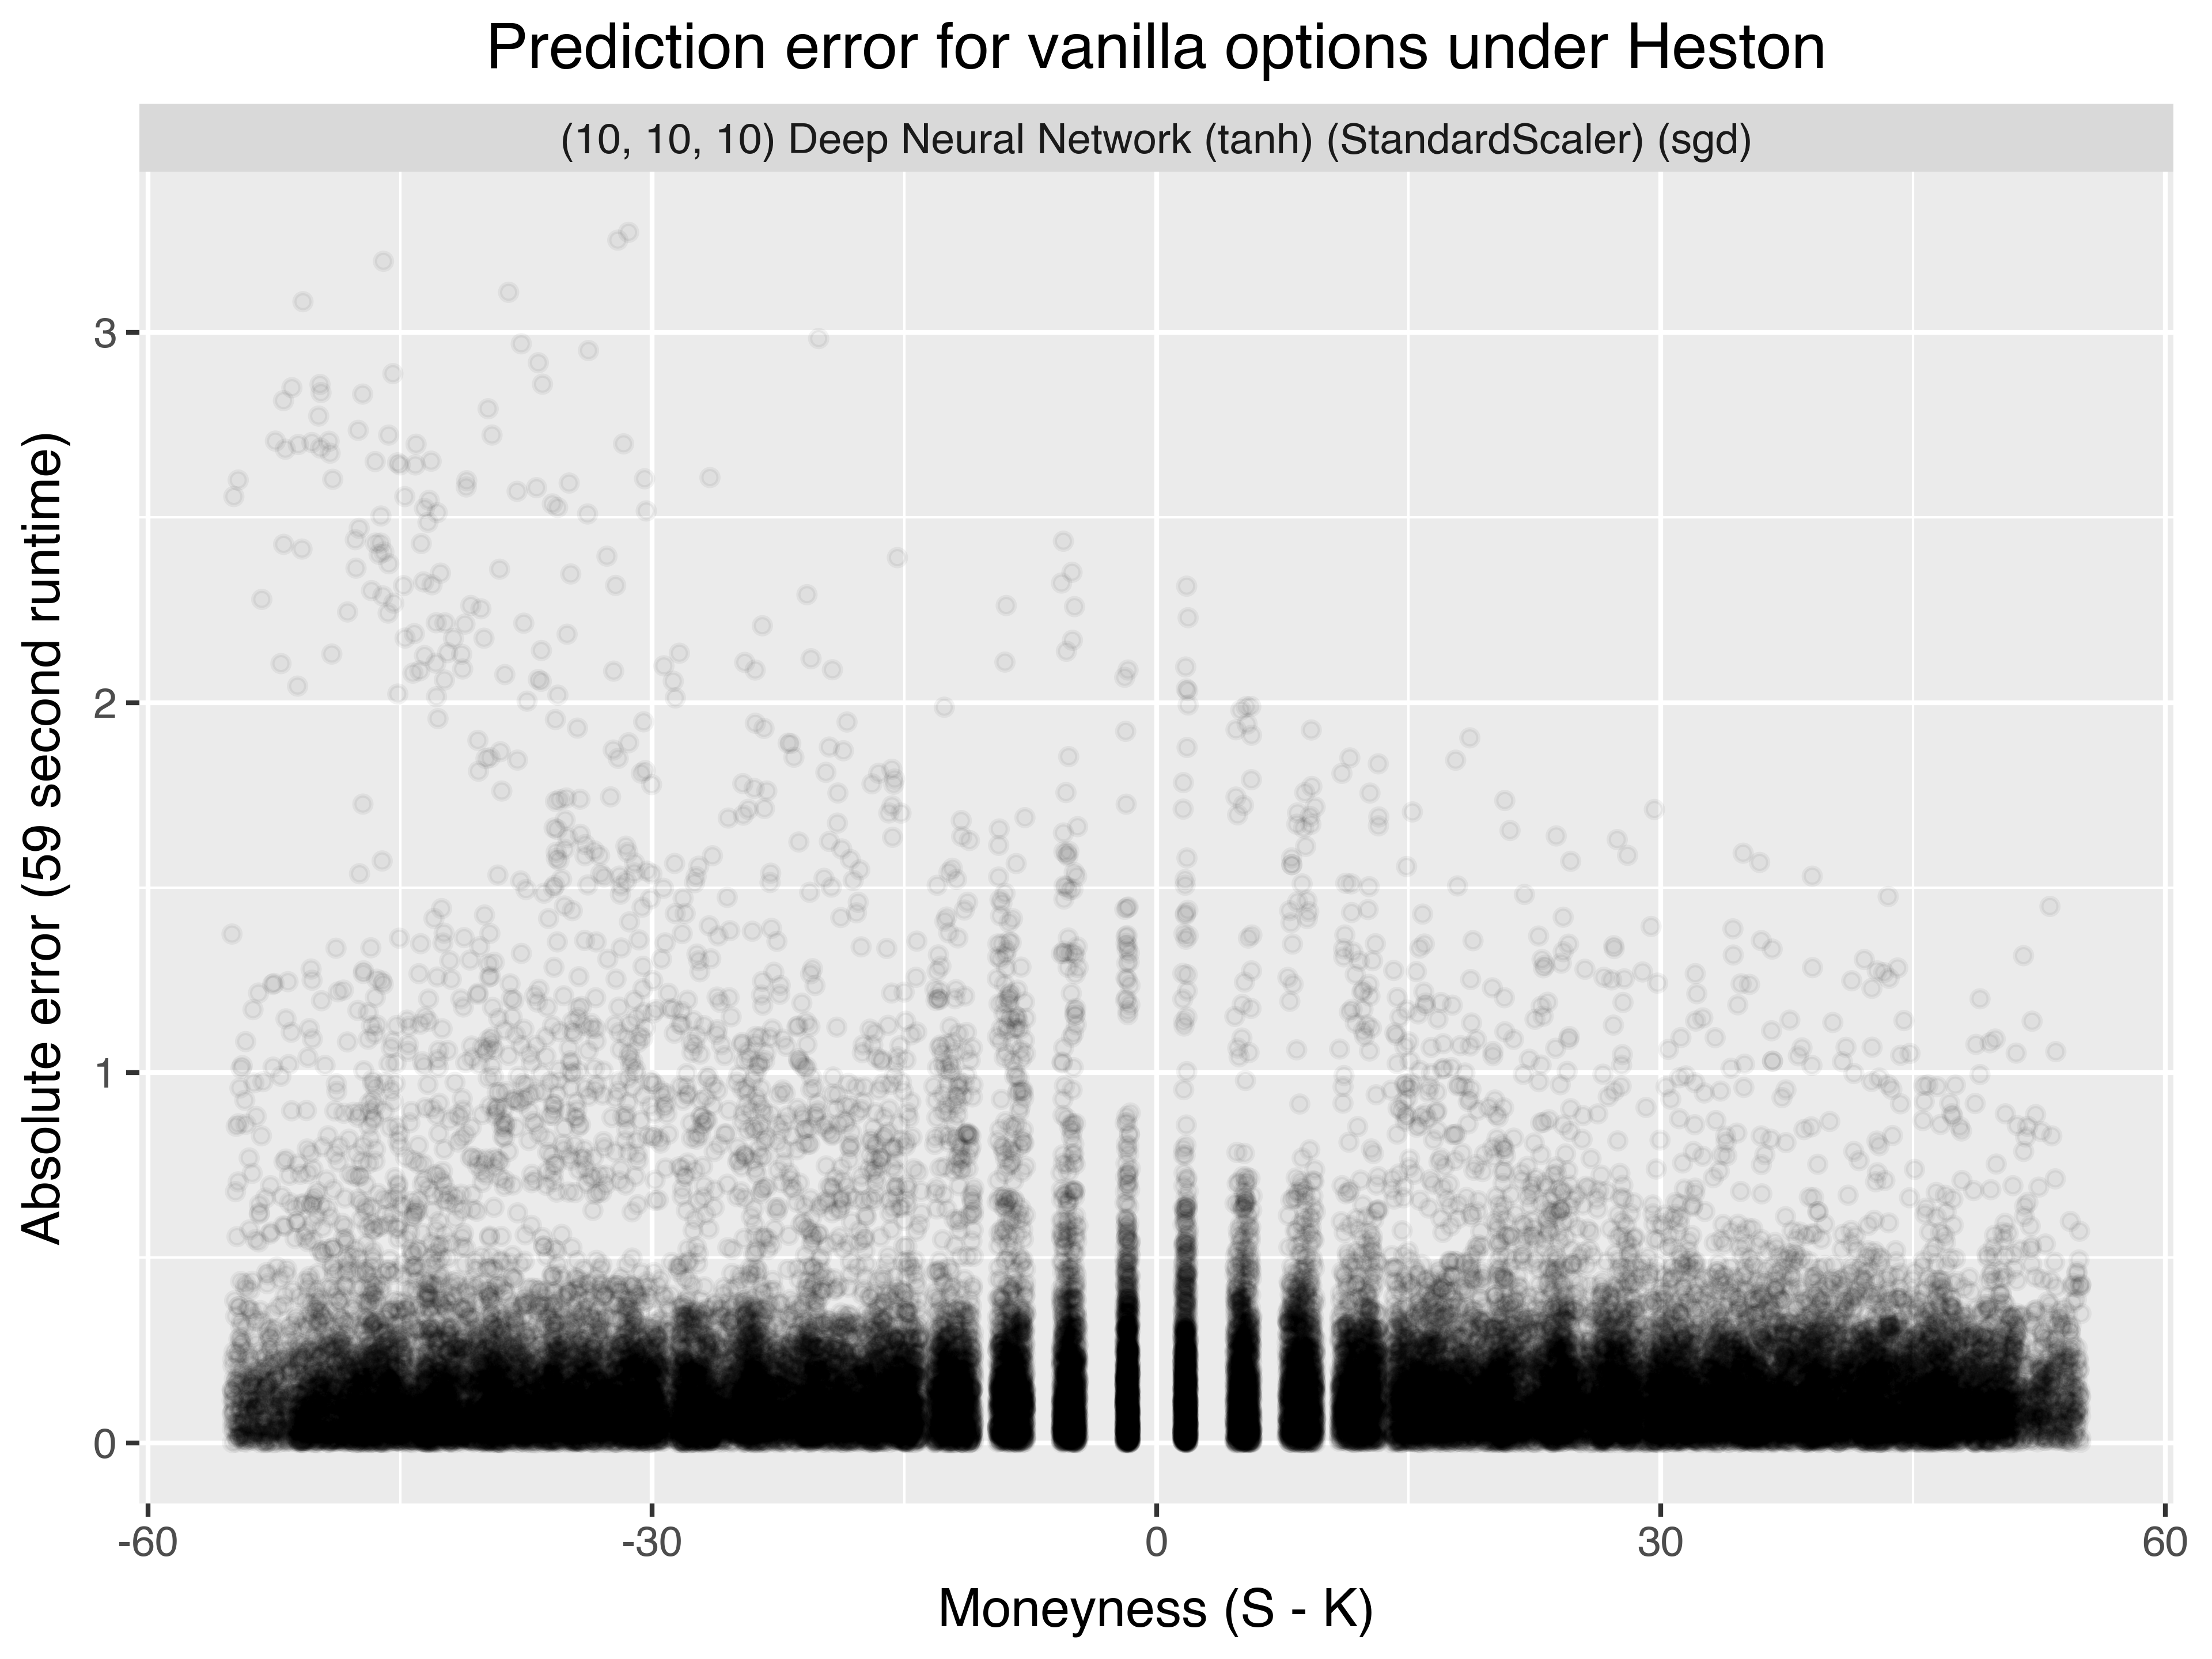 Prediction error for vanilla options under Heston
(10, 10, 10) Deep Neural Network (tanh) (StandardScaler) (sgd)
Absolute error (59 second runtime)
3
2
1
0
-60
-30
0
30
60
Moneyness (S - K)